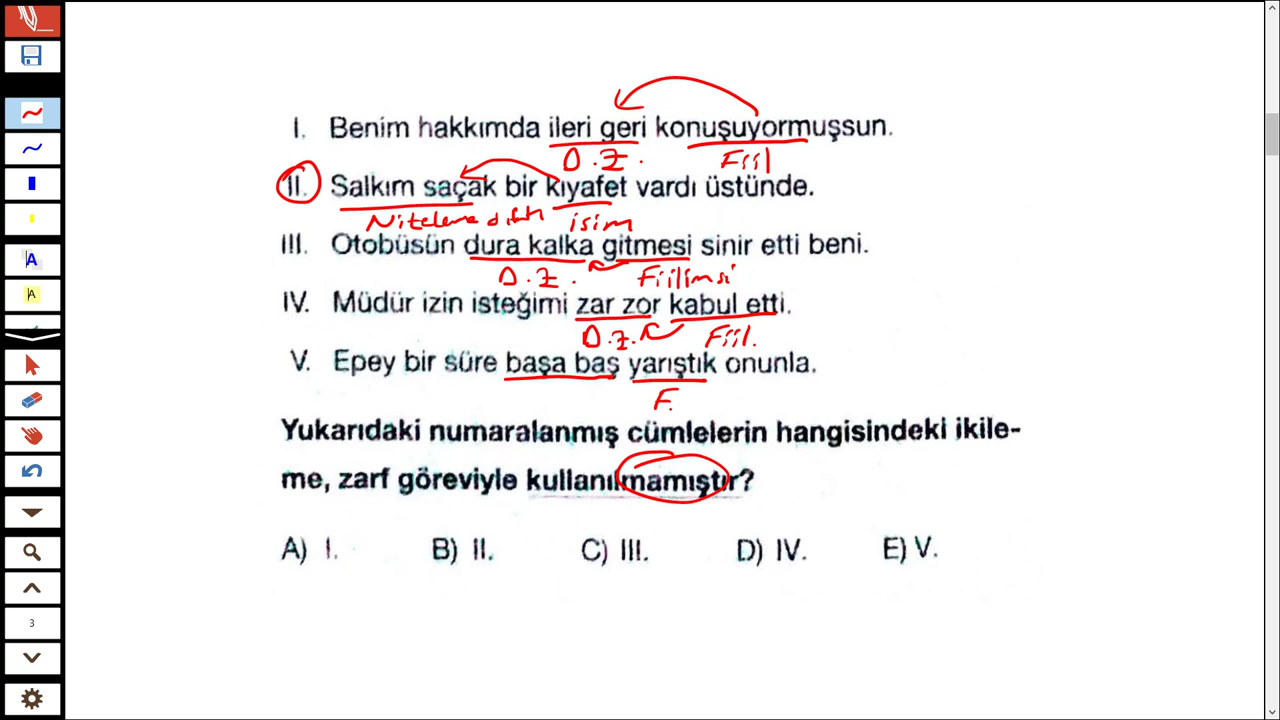 I. Benim hakkımda ileri geri konuşuyormuşsun.
D.Z. Fiil
II. Salkım saçak bir kıyafet vardı üstünde.
Niteleme sıfatı isim
III. Otobüsün dura kalka gitmesi sinir etti beni.
D.Z. Fiilimsi
IV. Müdür izin isteğimi zar zor kabul etti.
D.Z. Fiil.
V. Epey bir süre başa baş yarıştık onunla.
F.
Yukarıdaki numaralanmış cümlelerin hangisindeki ikile-
me, zarf göreviyle kullanılmamıştır?
A) I. B) II. C) III. D) IV. E) V.
A
A
3